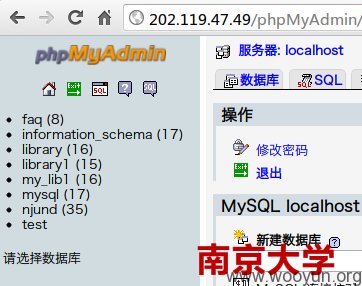 202.119.47.49/phpMyAdmin/
phpMyAdmin
faq (8)
information_schema (17)
library (16)
library1 (15)
my_lib1 (16)
mysql (17)
njund (35)
test
请选择数据库
服务器: localhost
数据库
SQL
操作
修改密码
退出
MySQL localhost
新建数据库
南京大学
www.wooyun.org